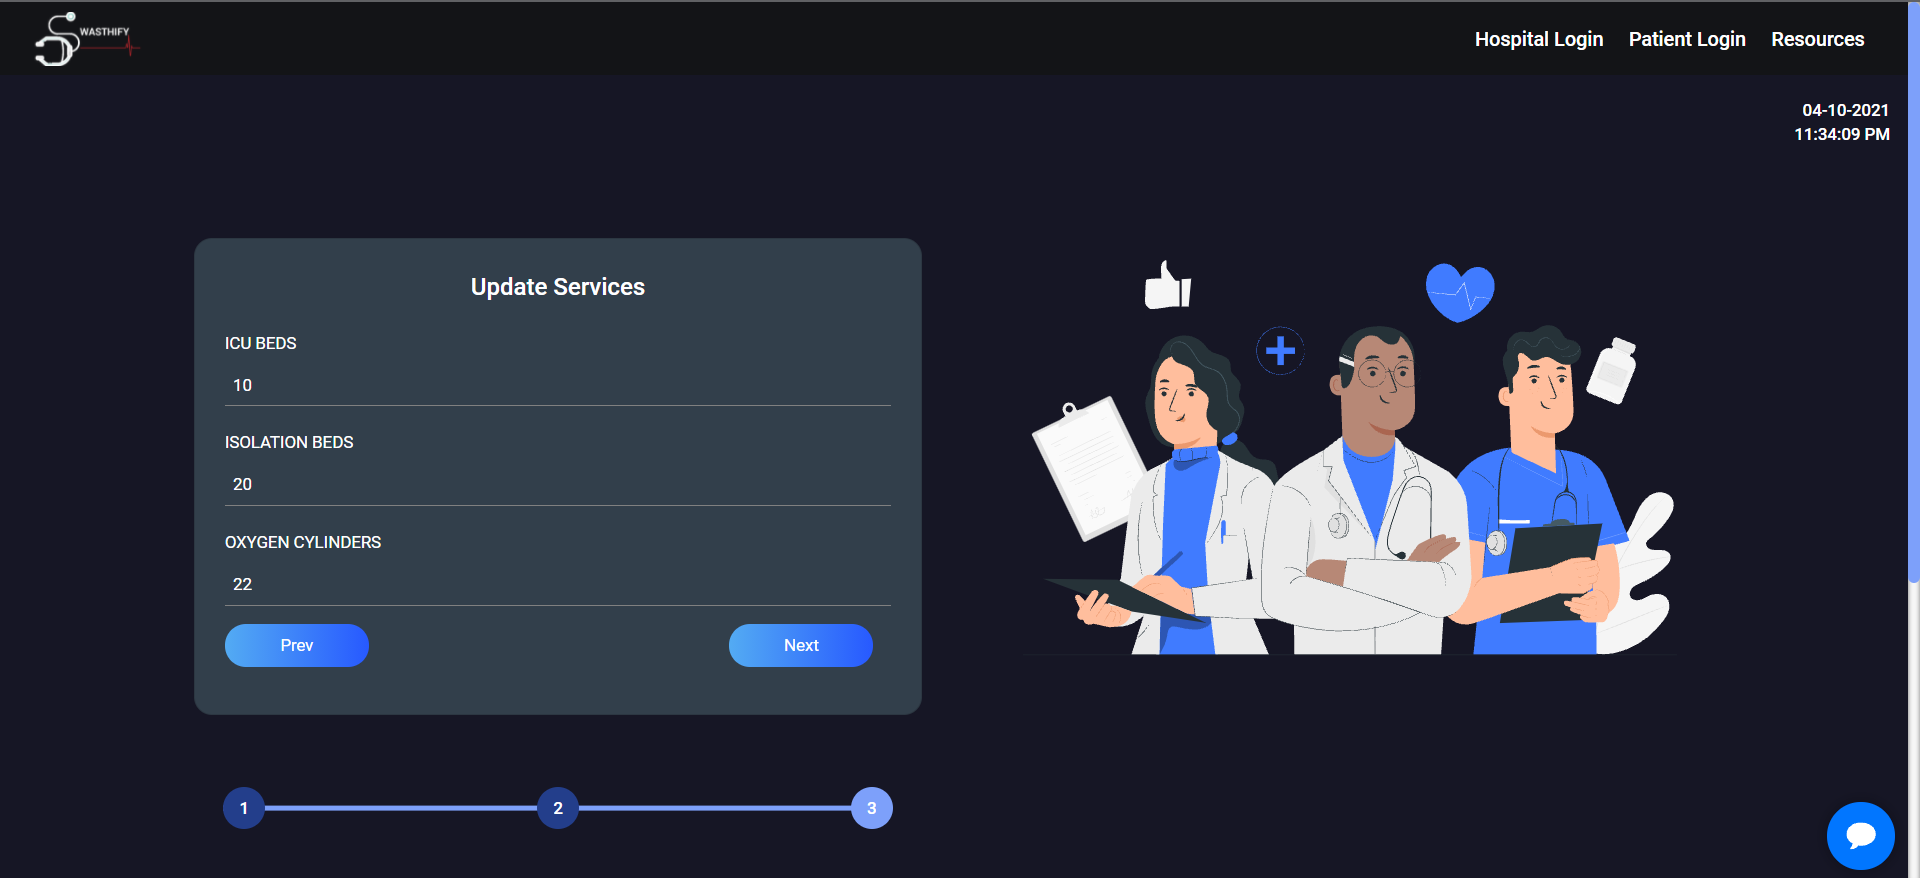 WASTHIFY
Hospital Login Patient Login Resources
04-10-2021
11:34:09 PM
Update Services
ICU BEDS
10
ISOLATION BEDS
20
OXYGEN CYLINDERS
22
Prev Next
1 2 3